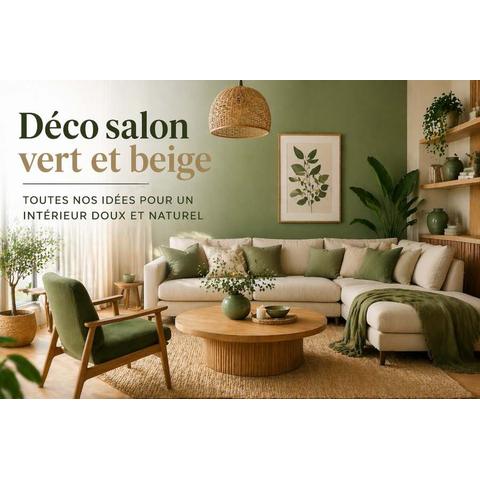 Déco salon
vert et beige
TOUTES NOS IDÉES POUR UN
INTÉRIEUR DOUX ET NATUREL